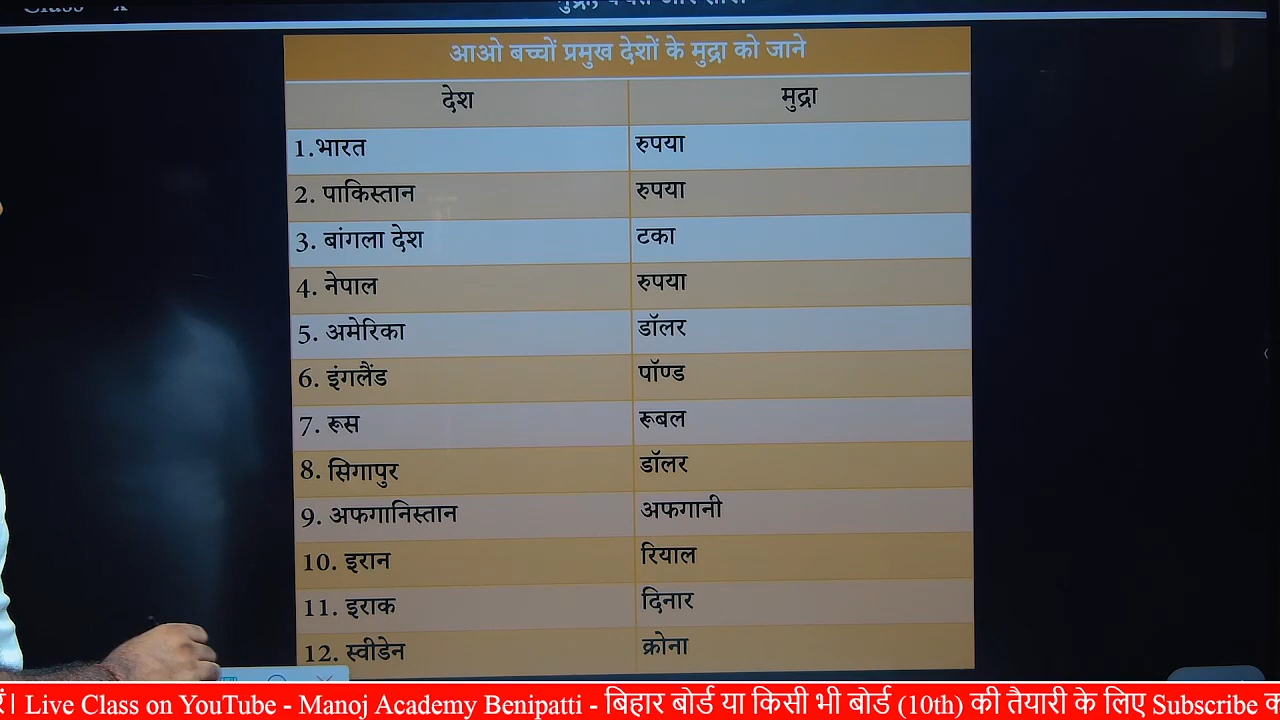 आओ बच्चों प्रमुख देशों के मुद्रा को जाने
देश मुद्रा
1.भारत रुपया
2. पाकिस्तान रुपया
3. बांगला देश टका
4. नेपाल रुपया
5. अमेरिका डॉलर
6. इंगलैंड पॉण्ड
7. रूस रूबल
8. सिगापुर डॉलर
9. अफगानिस्तान अफगानी
10. इरान रियाल
11. इराक दिनार
12. स्वीडेन क्रोना
Live Class on YouTube - Manoj Academy Benipatti - बिहार बोर्ड या किसी भी बोर्ड (10th) की तैयारी के लिए Subscribe